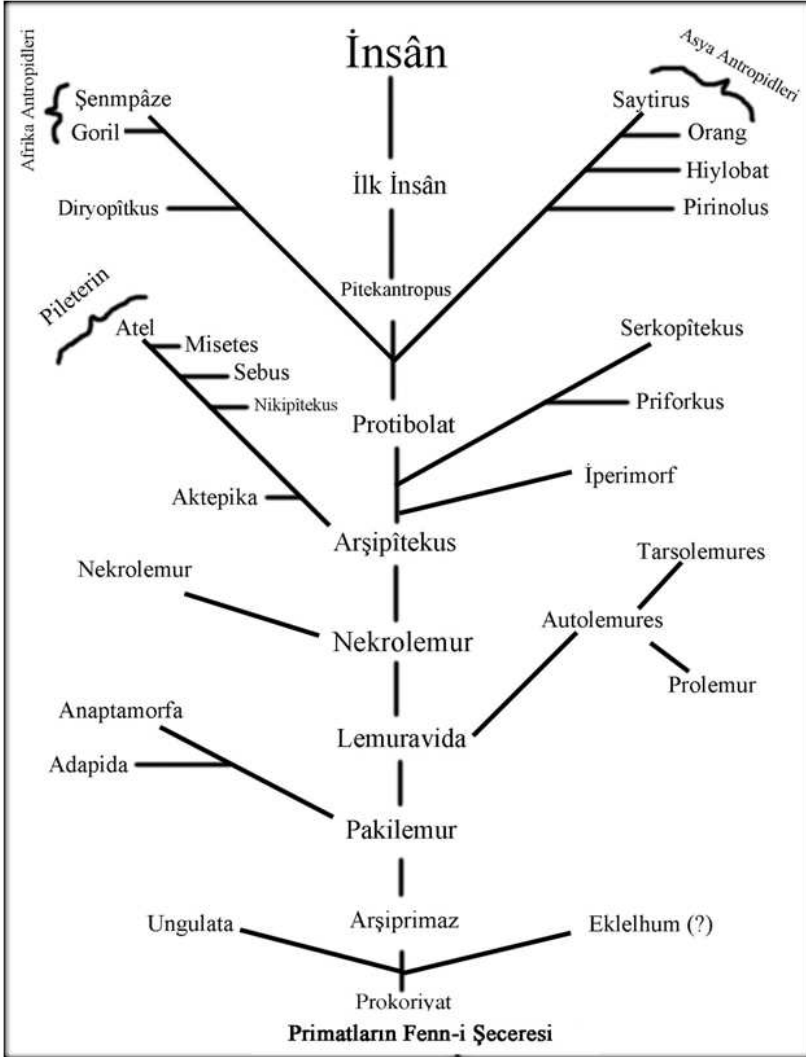 İnsân
Afrika Antropidleri
Asya Antropidleri
Şenmpâze
Saytirus
Goril
Orang
Hiylobat
İlk İnsân
Diryopîtkus
Pirinolus
Pitekantropus
Pileterin
Atel
Serkopîtekus
Misetes
Sebus
Nikipîtekus
Priforkus
Protibolat
İperimorf
Aktepika
Arşipîtekus
Tarsolemures
Nekrolemur
Autolemures
Nekrolemur
Prolemur
Anaptamorfa
Lemuravida
Adapida
Pakilemur
Ungulata
Arşiprimaz
Eklelhum (?)
Prokoriyat
Primatların Fenn-i Şeceresi